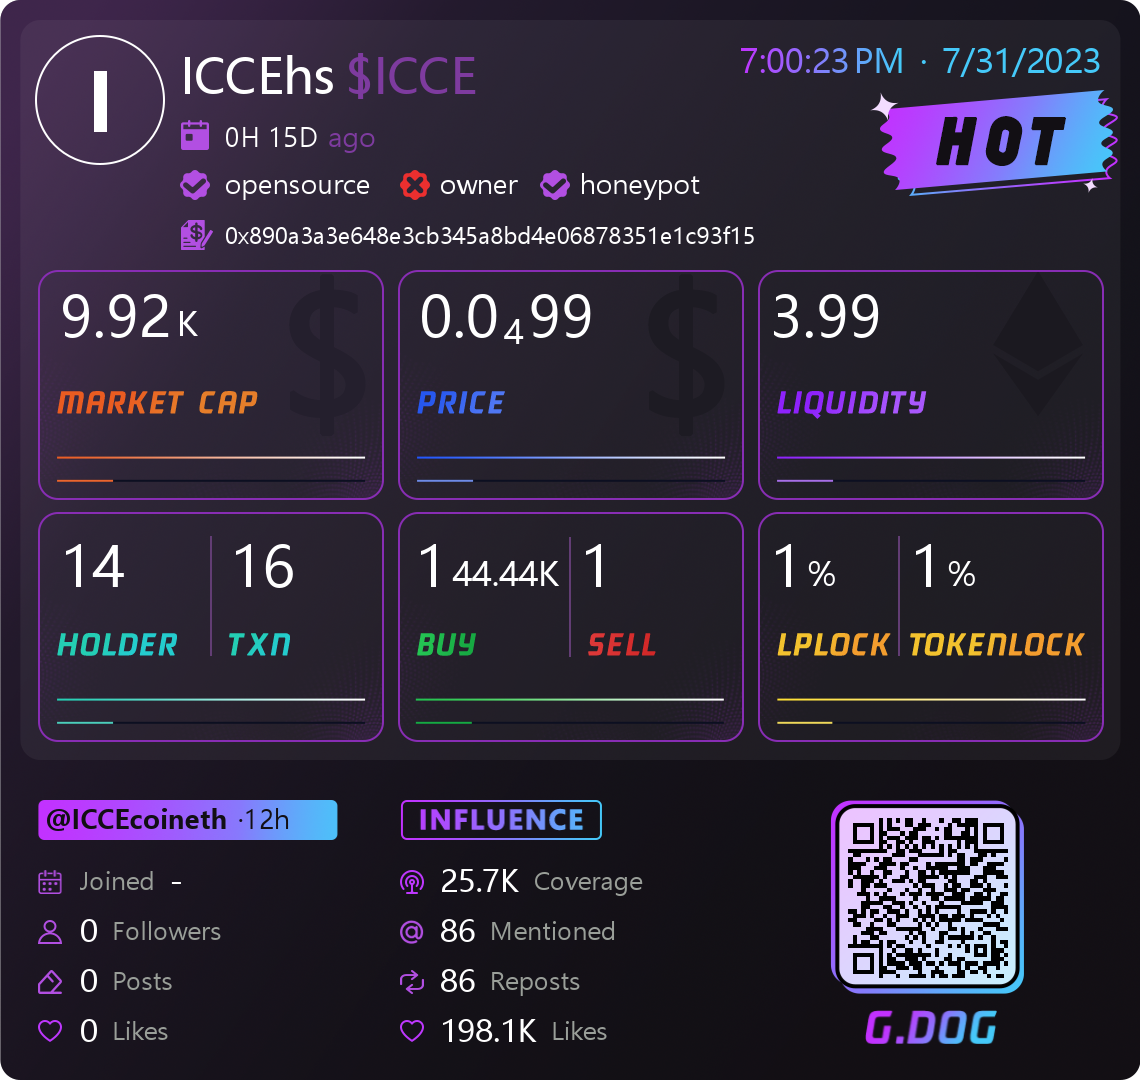 I
ICCEhs $ICCE
7:00:23 PM · 7/31/2023
HOT
0H 15D ago
opensource owner honeypot
0x890a3a3e648e3cb345a8bd4e06878351e1c93f15
9.92 K
MARKET CAP
0.0₄99
PRICE
3.99
LIQUIDITY
14 16
HOLDER TXN
1 44.44K 1
BUY SELL
1 % 1 %
LPLOCK TOKENLOCK
@ICCEcoineth ·12h
Joined -
0 Followers
0 Posts
0 Likes
INFLUENCE
25.7K Coverage
86 Mentioned
86 Reposts
198.1K Likes
G.DOG